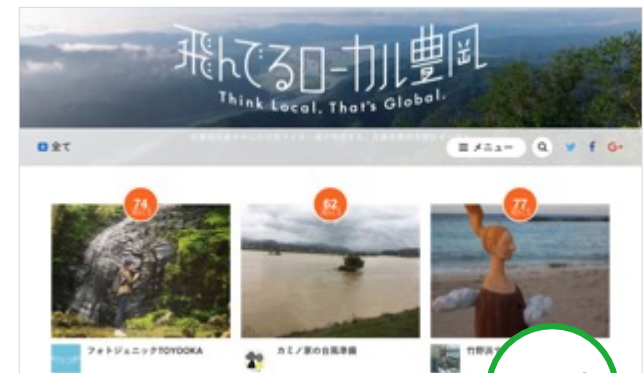 飛んでるローカル豊岡
Think Local. That's Global.
全て
メニュー
74
62
77
フォトジェニックTOYOOKA
カミノ家の台風準備
竹野浜